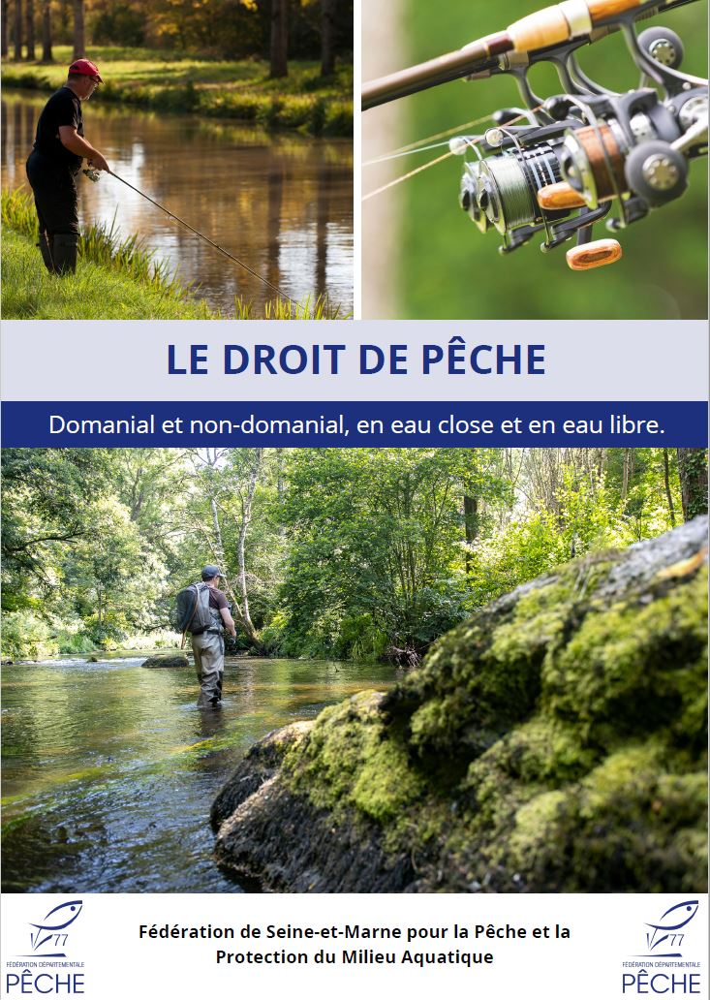 LE DROIT DE PÊCHE
Domanial et non-domanial, en eau close et en eau libre.
Fédération de Seine-et-Marne pour la Pêche et la
Protection du Milieu Aquatique
77
FÉDÉRATION DÉPARTEMENTALE
PÊCHE
77
FÉDÉRATION DÉPARTEMENTALE
PÊCHE